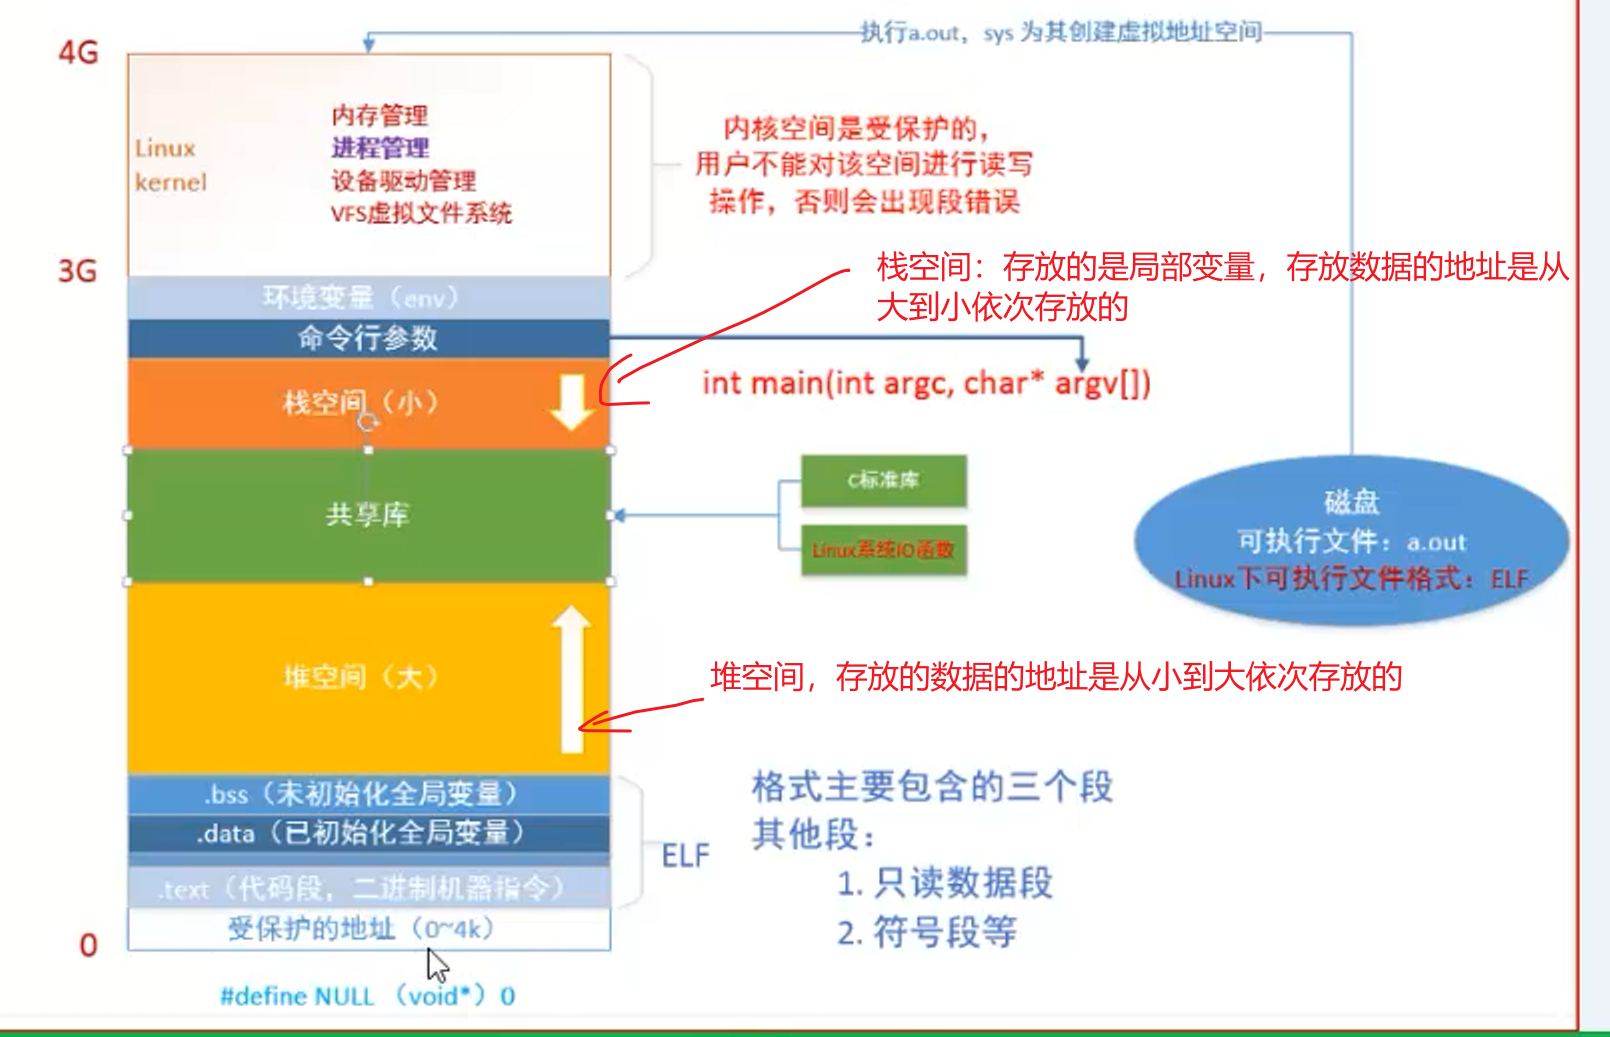 执行a.out，sys 为其创建虚拟地址空间
4G
内存管理
Linux
kernel
进程管理
设备驱动管理
VFS虚拟文件系统
内核空间是受保护的，
用户不能对该空间进行读写
操作，否则会出现段错误
3G
栈空间：存放的是局部变量，存放数据的地址是从
大到小依次存放的
环境变量（env）
命令行参数
int main(int argc, char* argv[])
栈空间（小）
共享库
C标准库
Linux系统IO函数
磁盘
可执行文件：a.out
Linux下可执行文件格式：ELF
堆空间（大）
堆空间，存放的数据的地址是从小到大依次存放的
.bss（未初始化全局变量）
.data（已初始化全局变量）
.text（代码段，二进制机器指令）
ELF
格式主要包含的三个段
其他段：
1. 只读数据段
2. 符号段等
受保护的地址（0~4k）
0
#define NULL （void*）0